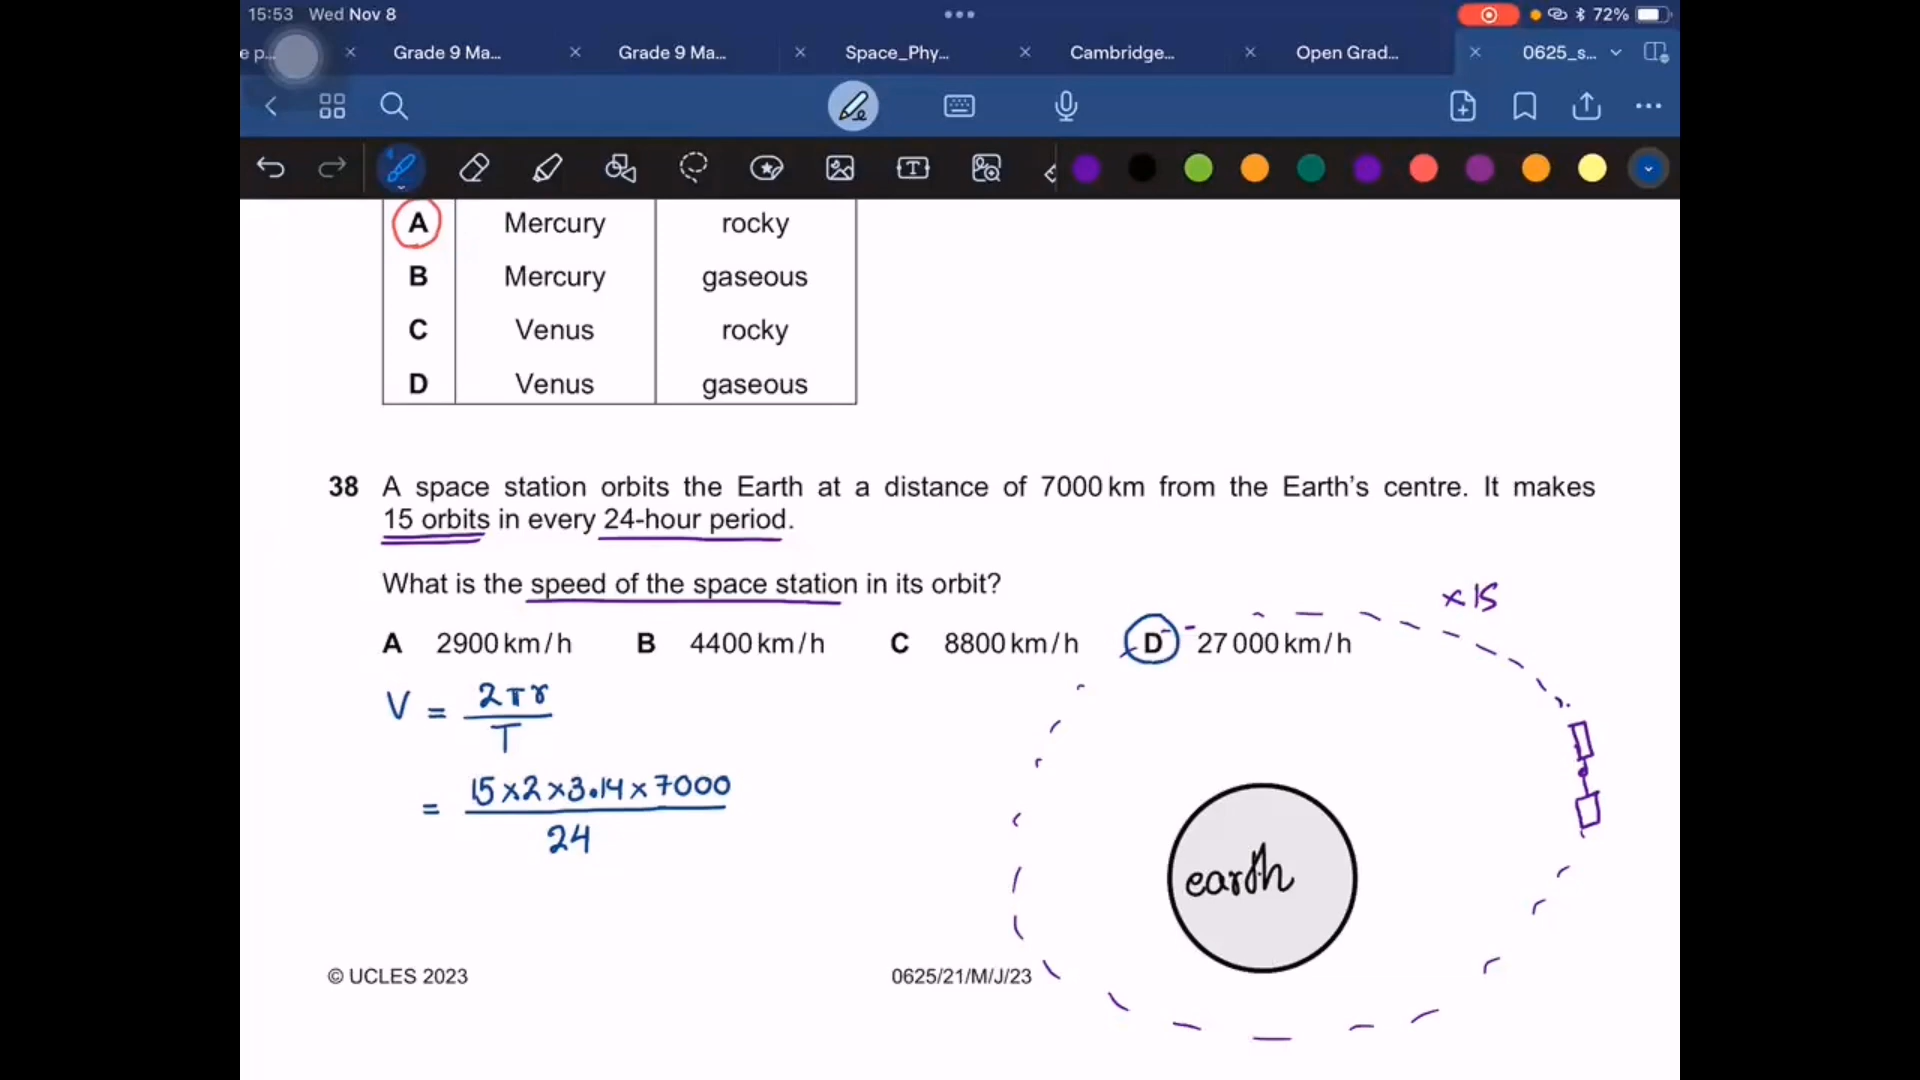 15:53 Wed Nov 8
72%
e p...
Grade 9 Ma...
Grade 9 Ma...
Space_Phy...
Cambridge...
Open Grad...
0625_s...
A Mercury rocky
B Mercury gaseous
C Venus rocky
D Venus gaseous
38 A space station orbits the Earth at a distance of 7000 km from the Earth's centre. It makes
15 orbits in every 24-hour period.
What is the speed of the space station in its orbit?
×15
A 2900 km/h B 4400 km/h C 8800 km/h D 27 000 km/h
V = 2πr
T
= 15×2×3.14×7000
24
earth
© UCLES 2023
0625/21/M/J/23